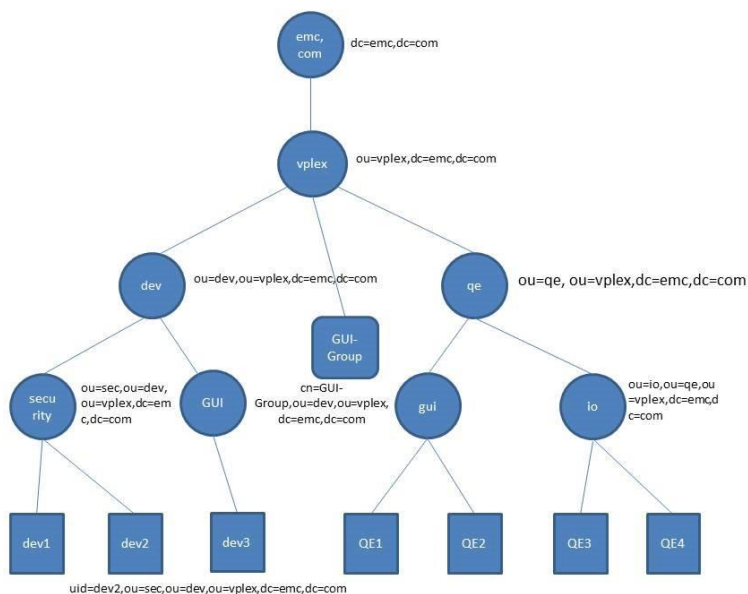 emc,
com
dc=emc,dc=com
vplex
ou=vplex,dc=emc,dc=com
dev
ou=dev,ou=vplex,dc=emc,dc=com
qe
ou=qe, ou=vplex,dc=emc,dc=com
GUI-
Group
cn=GUI-
Group,ou=dev,ou=vplex,
dc=emc,dc=com
secu
rity
ou=sec,ou=dev,
ou=vplex,dc=em
c,dc=com
GUI
gui
io
ou=io,ou=qe,ou
=vplex,dc=emc,d
c=com
dev1
dev2
dev3
QE1
QE2
QE3
QE4
uid=dev2,ou=sec,ou=dev,ou=vplex,dc=emc,dc=com